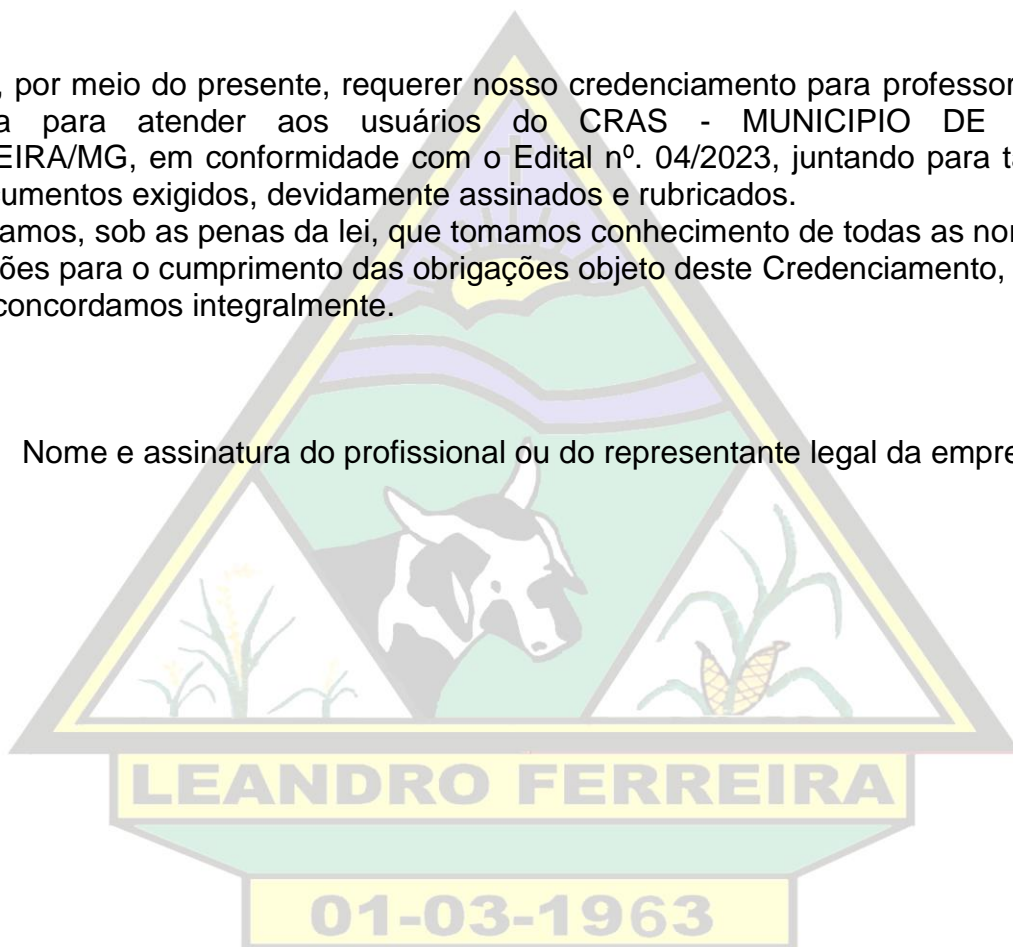 , por meio do presente, requerer nosso credenciamento para professor
a para atender aos usuários do CRAS - MUNICIPIO DE
EIRA/MG, em conformidade com o Edital nº. 04/2023, juntando para ta
umentos exigidos, devidamente assinados e rubricados.
amos, sob as penas da lei, que tomamos conhecimento de todas as nor
ões para o cumprimento das obrigações objeto deste Credenciamento,
concordamos integralmente.
Nome e assinatura do profissional ou do representante legal da empre
LEANDRO FERREIRA
01-03-1963